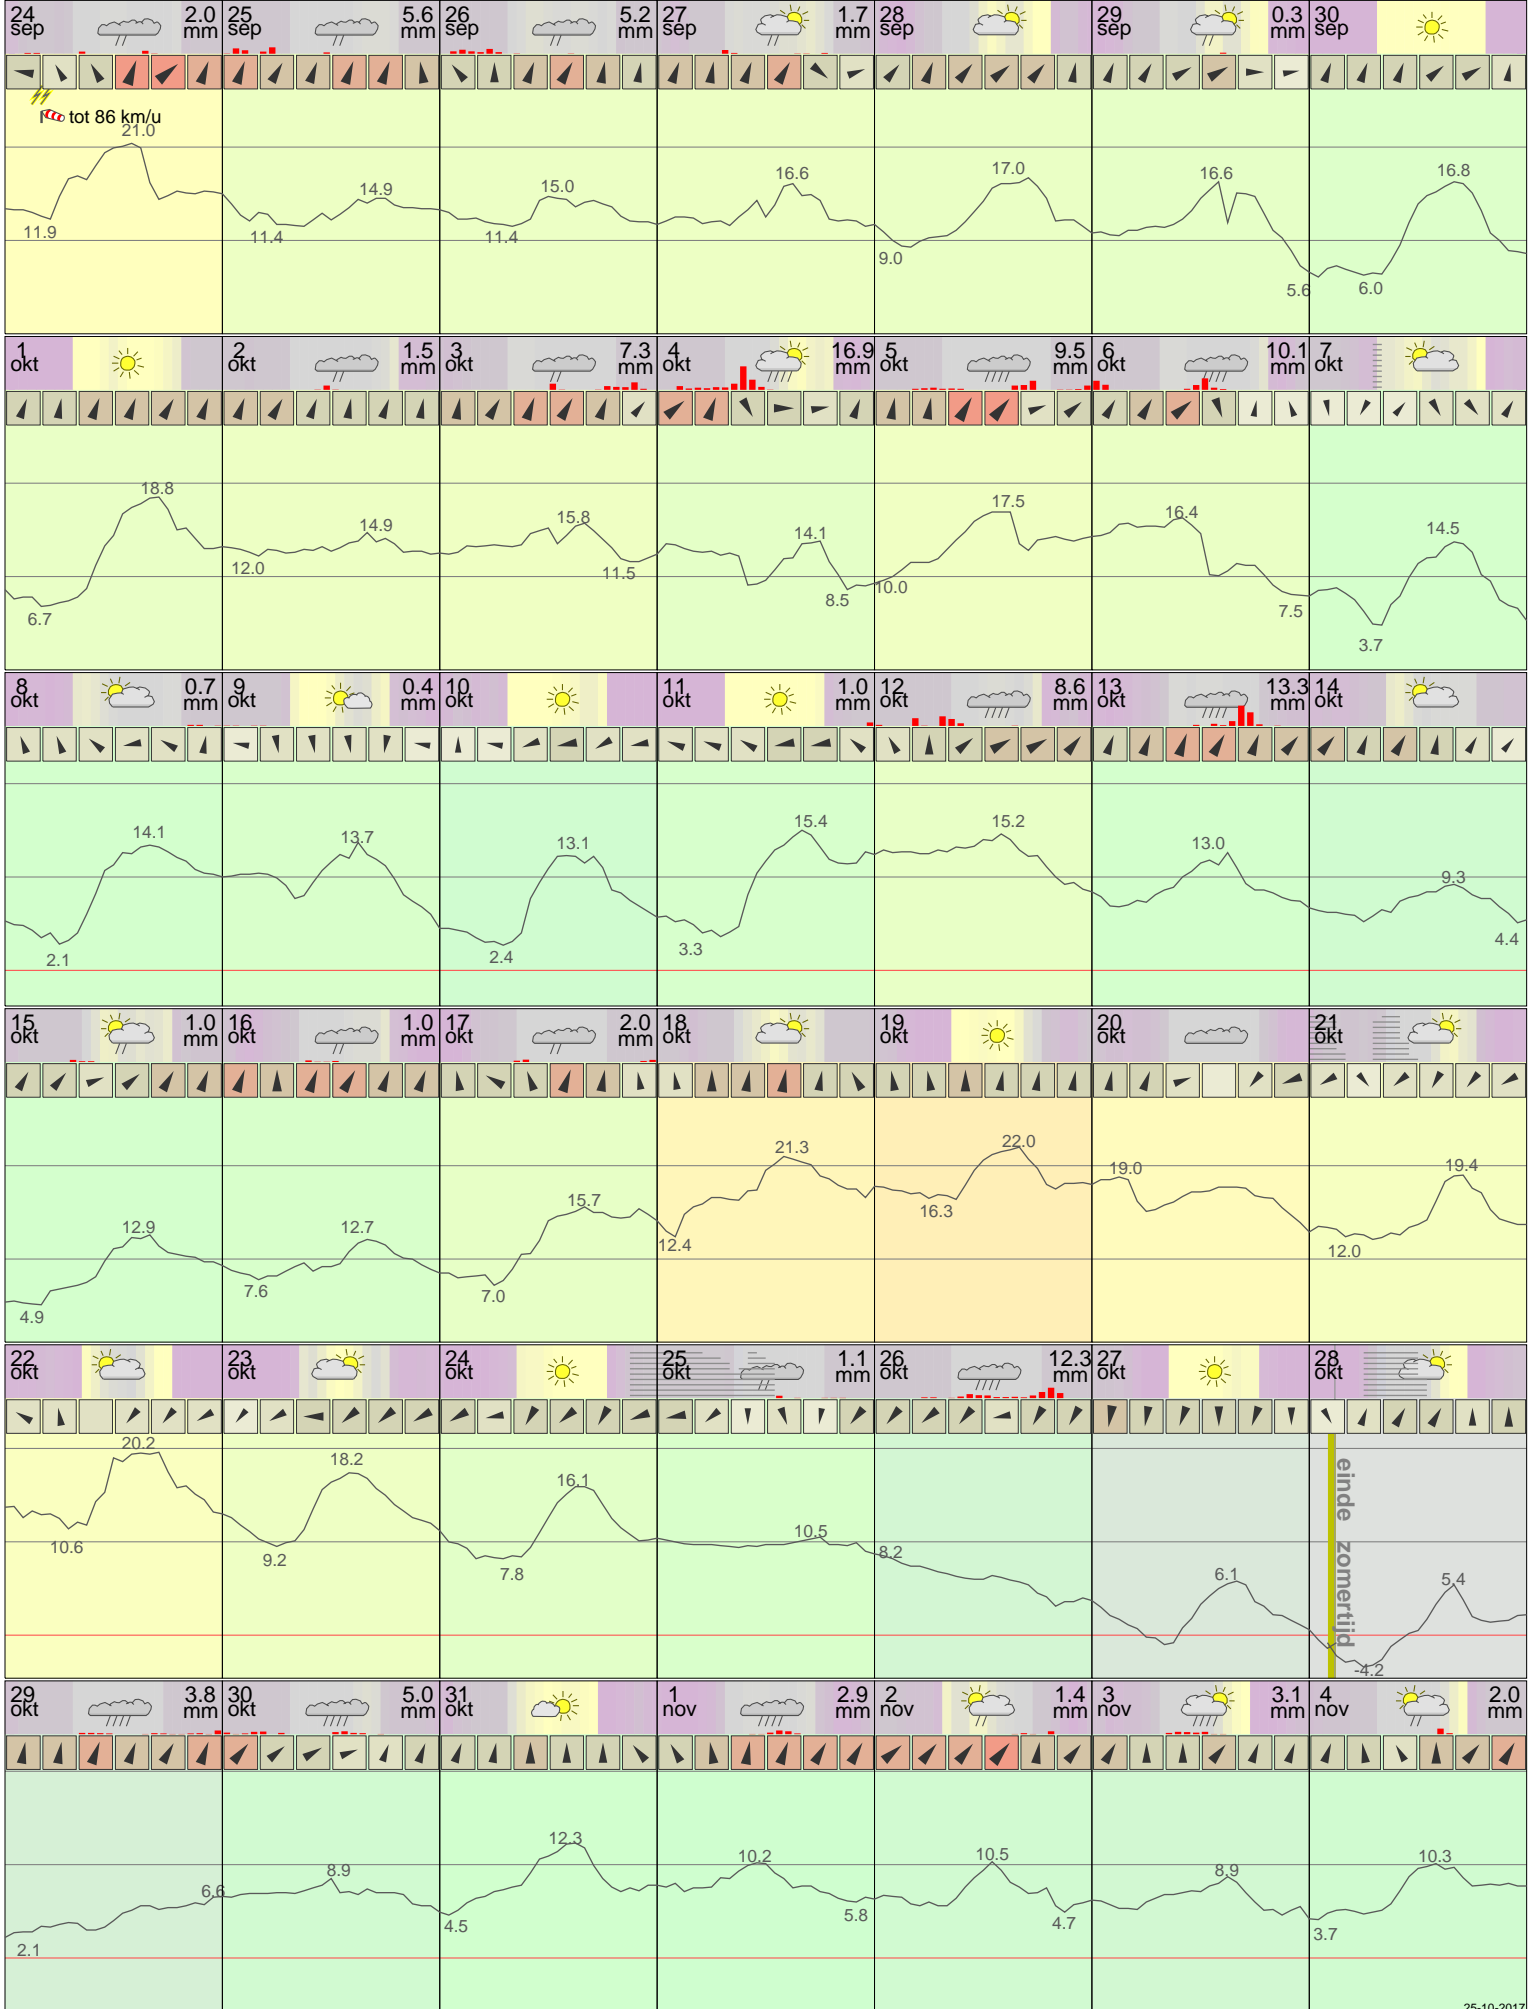 24 sep 2.0 mm
25 sep 5.6 mm
26 sep 5.2 mm
27 sep 1.7 mm
28 sep
29 sep 0.3 mm
30 sep
tot 86 km/u
21.0
11.9
14.9
11.4
15.0
11.4
16.6
17.0
9.0
16.6
5.6
16.8
6.0
1 okt
2 okt 1.5 mm
3 okt 7.3 mm
4 okt 16.9 mm
5 okt 9.5 mm
6 okt 10.1 mm
7 okt
18.8
6.7
14.9
12.0
15.8
11.5
14.1
8.5
17.5
10.0
16.4
7.5
14.5
3.7
8 okt 0.7 mm
9 okt 0.4 mm
10 okt
11 okt 1.0 mm
12 okt 8.6 mm
13 okt 13.3 mm
14 okt
14.1
2.1
13.7
13.1
2.4
15.4
3.3
15.2
13.0
9.3
4.4
15 okt 1.0 mm
16 okt 1.0 mm
17 okt 2.0 mm
18 okt
19 okt
20 okt
21 okt
12.9
4.9
12.7
7.6
15.7
7.0
21.3
12.4
22.0
16.3
19.0
19.4
12.0
22 okt
23 okt
24 okt
25 okt 1.1 mm
26 okt 12.3 mm
27 okt
28 okt
20.2
10.6
18.2
9.2
16.1
7.8
10.5
8.2
6.1
einde zomertijd
5.4
-4.2
29 okt 3.8 mm
30 okt 5.0 mm
31 okt
1 nov 2.9 mm
2 nov 1.4 mm
3 nov 3.1 mm
4 nov 2.0 mm
6.6
2.1
8.9
12.3
4.5
10.2
5.8
10.5
4.7
8.9
10.3
3.7
25-10-2017